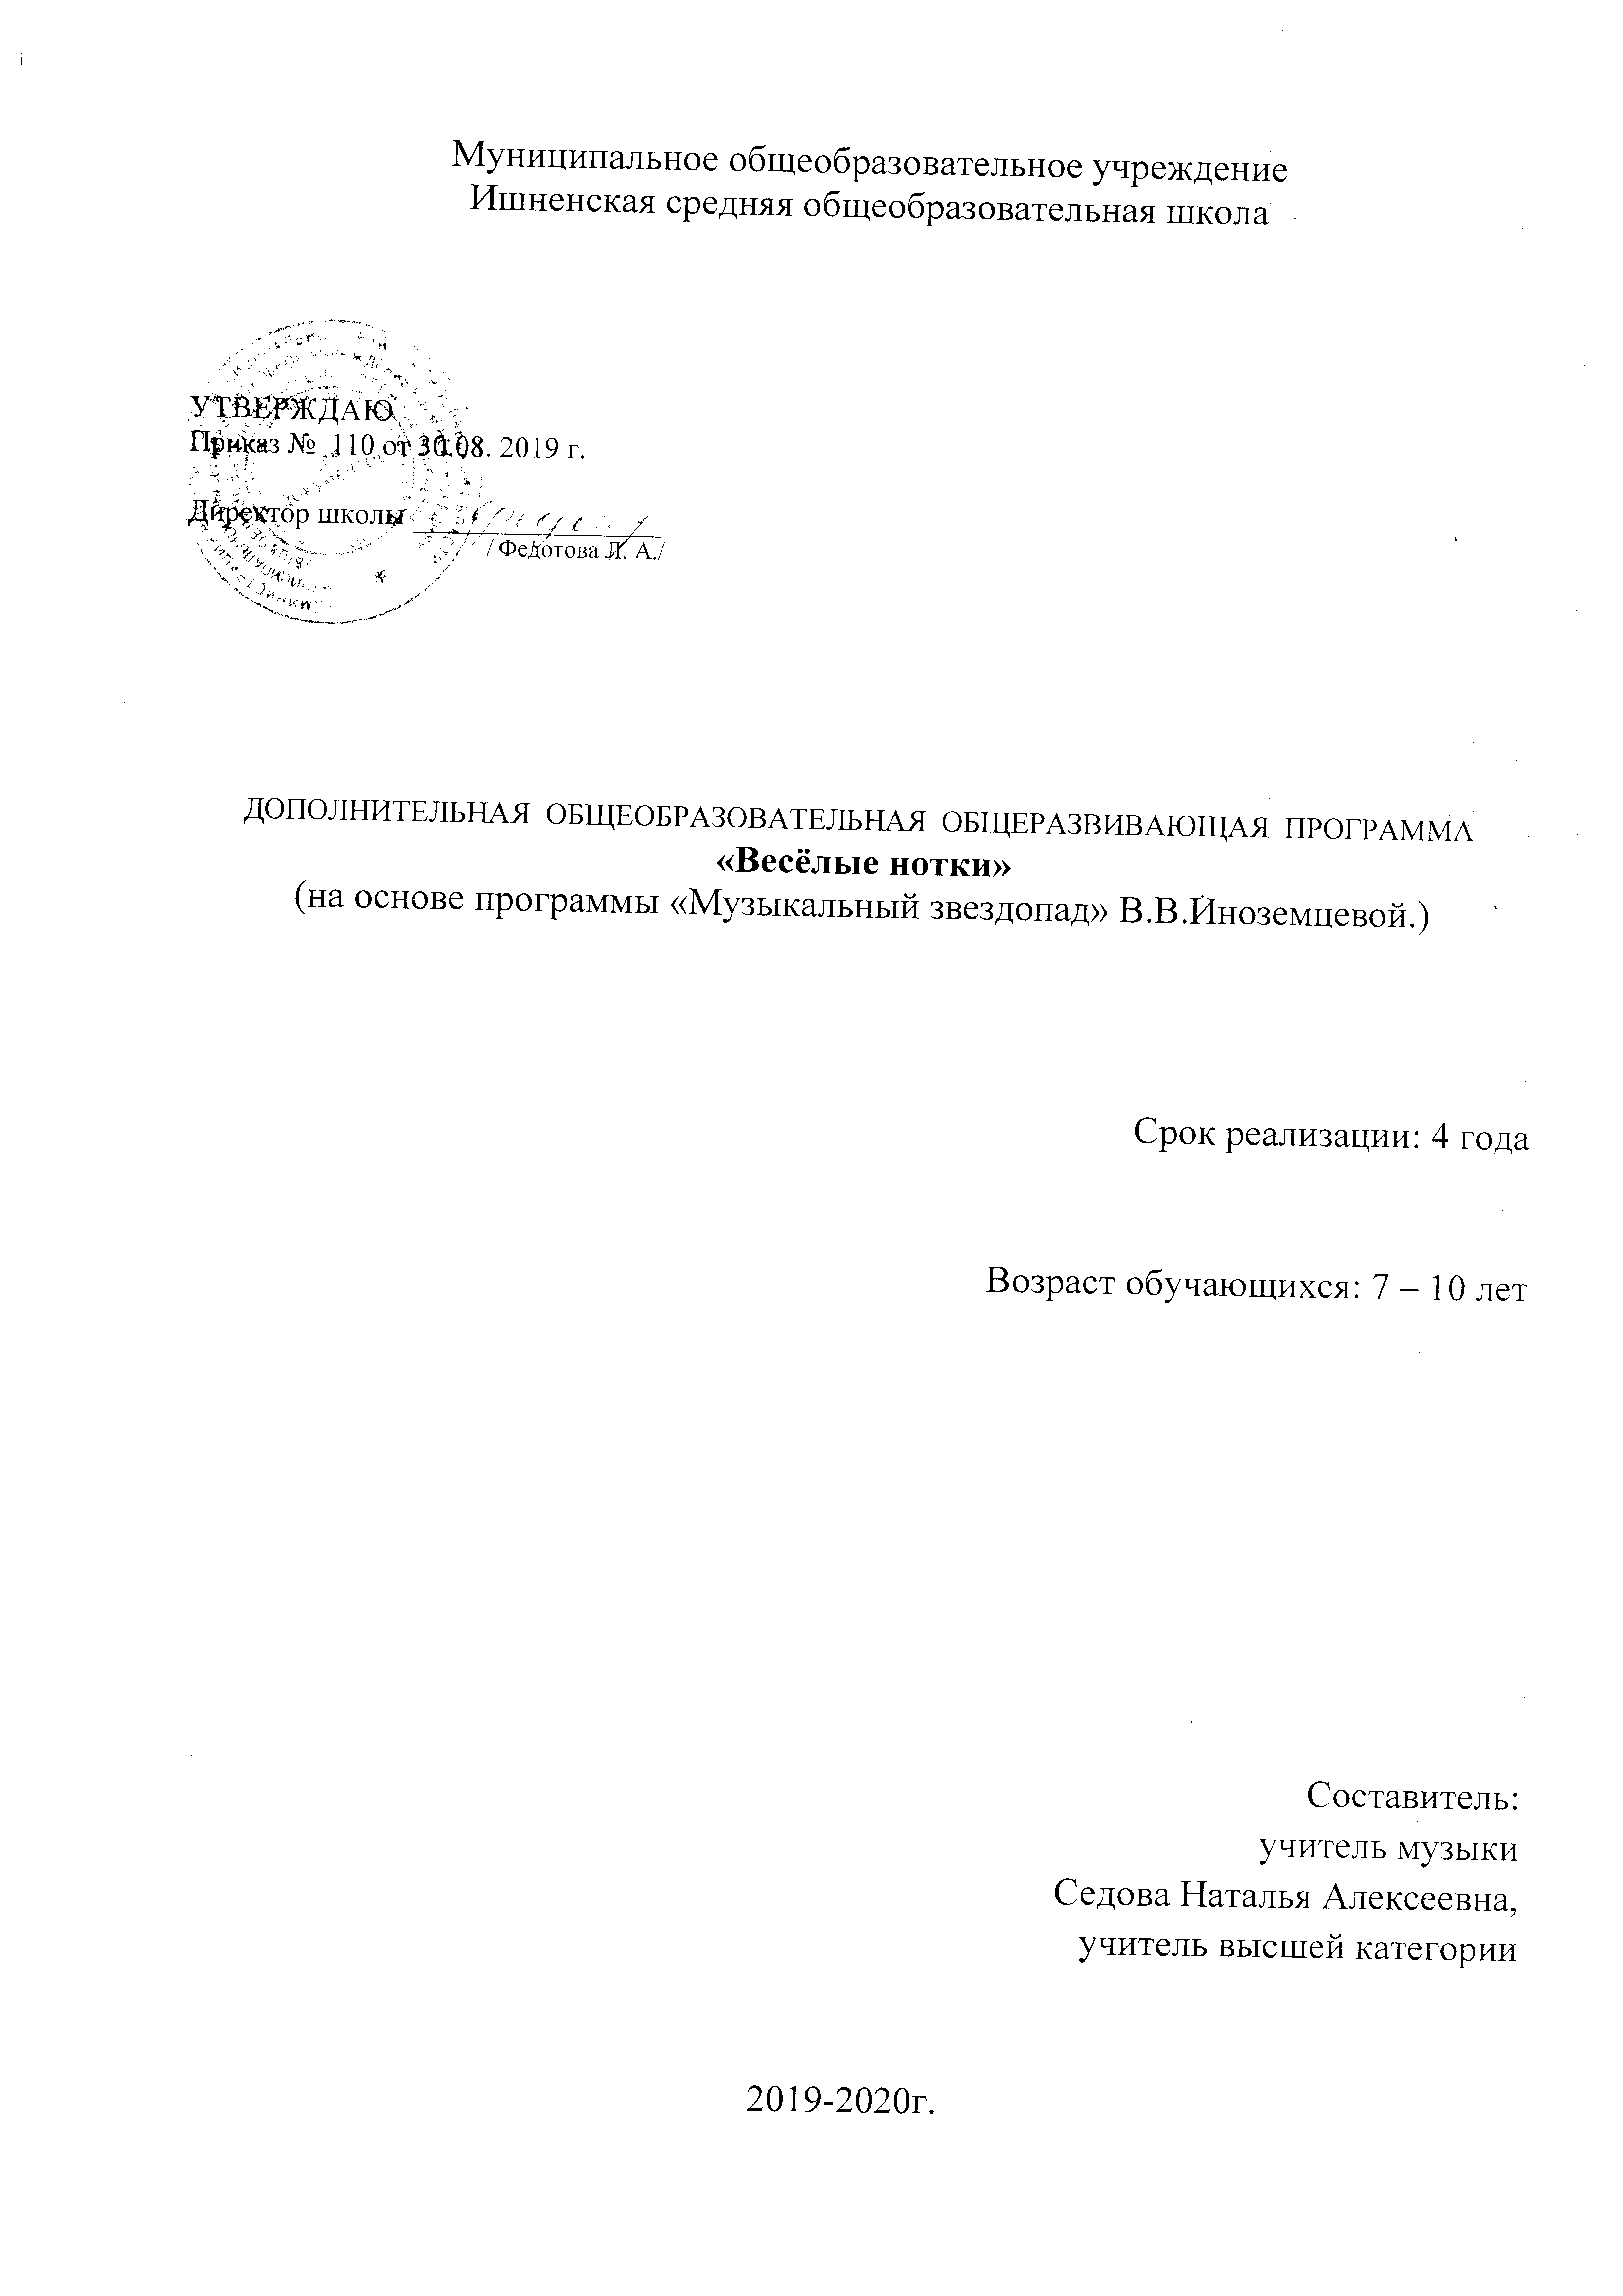 Муниципальное общеобразовательное учреждение
Ишненская средняя общеобразовательная школа
УТВЕРЖДАЮ
Приказ № 110 от 30.08. 2019 г.
Директор школы
/ Федотова Л. А./
ДОПОЛНИТЕЛЬНАЯ ОБЩЕОБРАЗОВАТЕЛЬНАЯ ОБЩЕРАЗВИВАЮЩАЯ ПРОГРАММА
«Весёлые нотки»
(на основе программы «Музыкальный звездопад» В.В.Иноземцевой.)
Срок реализации: 4 года
Возраст обучающихся: 7 – 10 лет
Составитель:
учитель музыки
Седова Наталья Алексеевна,
учитель высшей категории
2019-2020г.